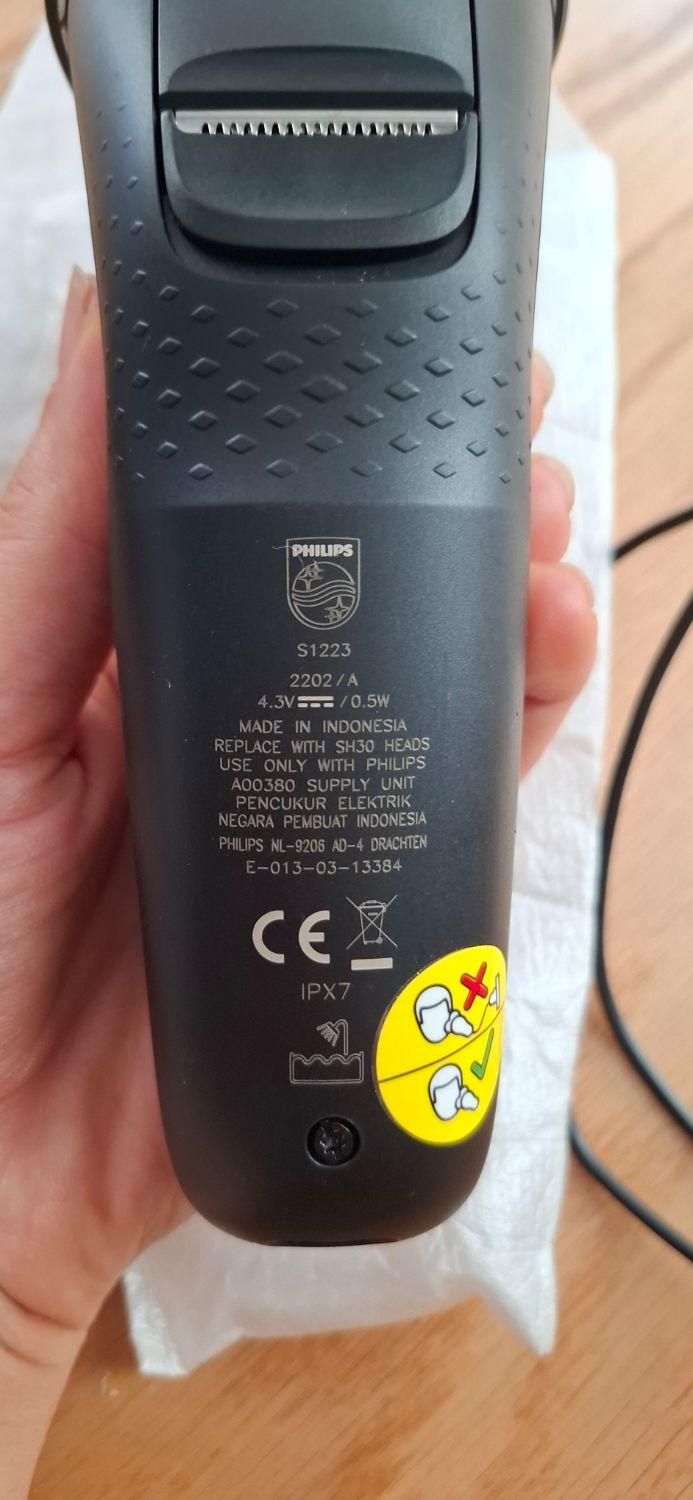 PHILIPS
S1223
2202/A
4.3V⎓/0.5W
MADE IN INDONESIA
REPLACE WITH SH30 HEADS
USE ONLY WITH PHILIPS
A00380 SUPPLY UNIT
PENCUKUR ELEKTRIK
NEGARA PEMBUAT INDONESIA
PHILIPS NL-9206 AD-4 DRACHTEN
E-013-03-13384
CE
IPX7